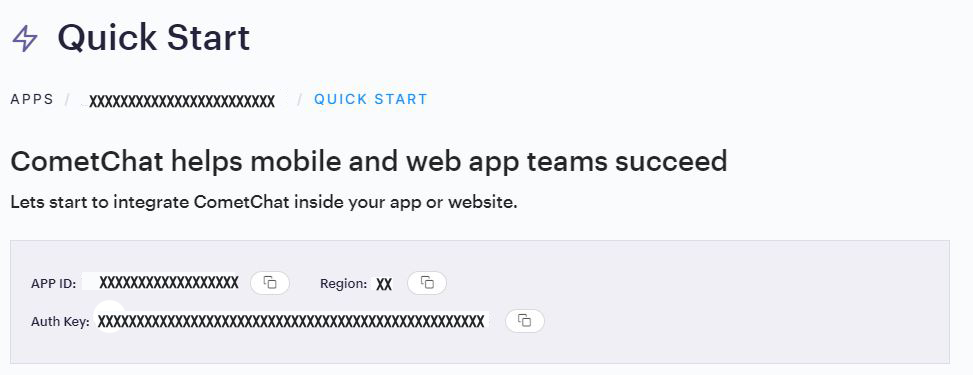 Quick Start
APPS / XXXXXXXXXXXXXXXXXXXXXXXX / QUICK START
CometChat helps mobile and web app teams succeed
Lets start to integrate CometChat inside your app or website.
APP ID: XXXXXXXXXXXXXXXXXX Region: XX
Auth Key: XXXXXXXXXXXXXXXXXXXXXXXXXXXXXXXXXXXXXXXXXXXXXXXXXX